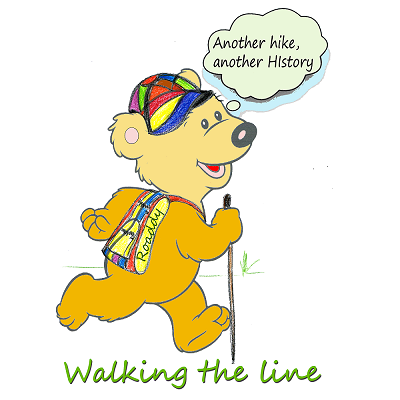 Another hike,
another HIstory
Roaddy
Walking the line